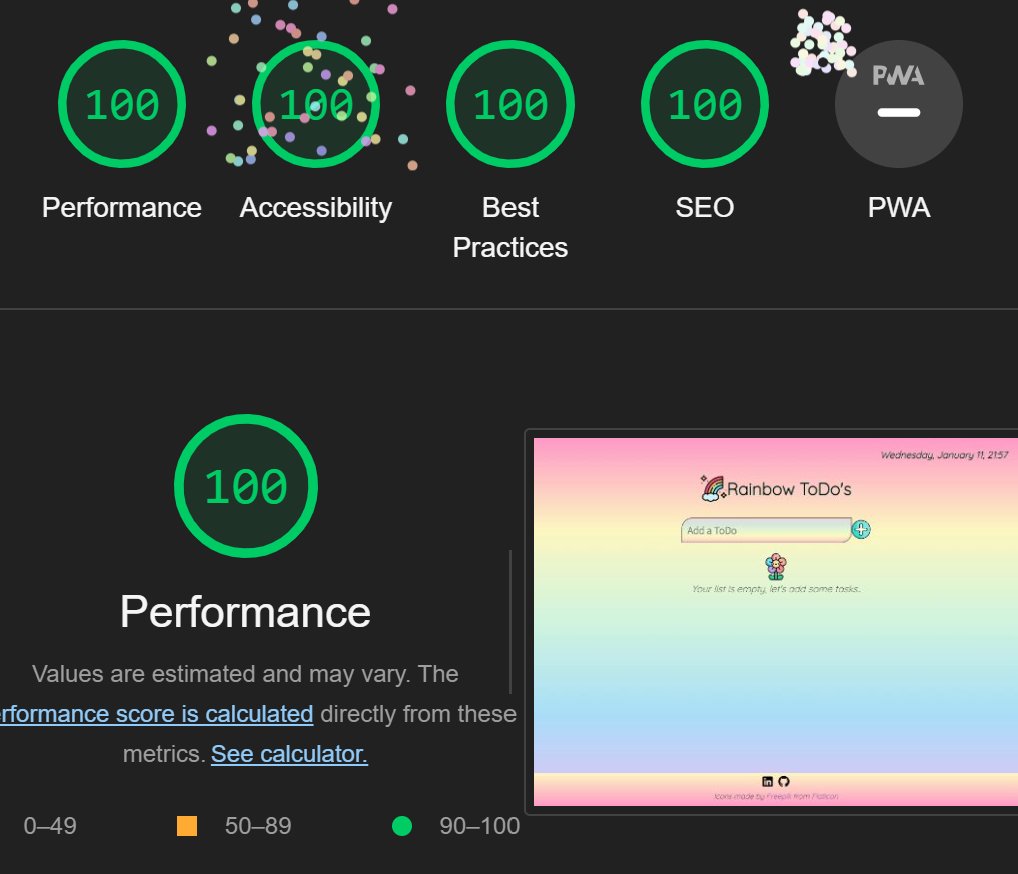 100
100
100
100
PWA
Performance
Accessibility
Best
Practices
SEO
PWA
100
Performance
Values are estimated and may vary. The
erformance score is calculated directly from these
metrics. See calculator.
0–49
50–89
90–100
Wednesday, January 11, 21:57
Rainbow ToDo's
Add a ToDo
Your list is empty, let's add some tasks..
in
Icons made by Freepik from Flaticon